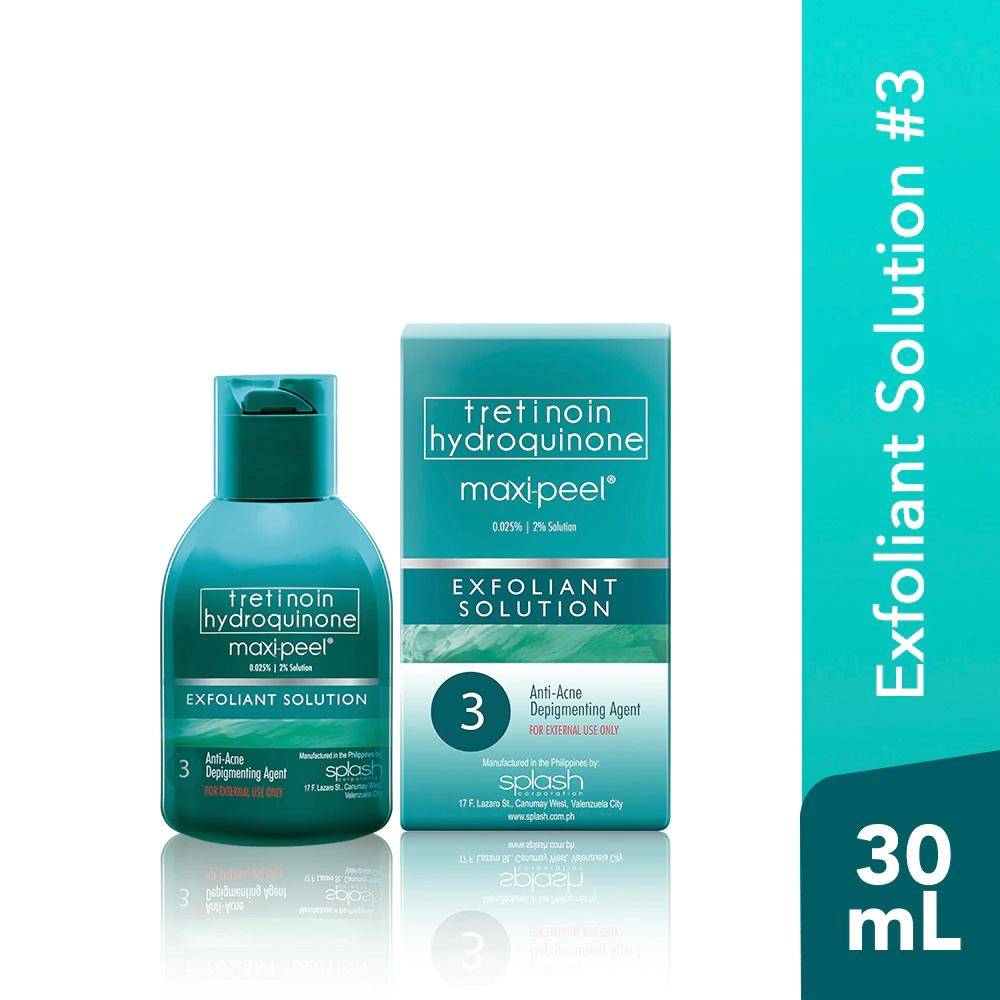 tretinoin
hydroquinone
maxi-peel®
0.025% | 2% Solution
EXFOLIANT SOLUTION
3
Anti-Acne
Depigmenting Agent
FOR EXTERNAL USE ONLY
Manufactured in the Philippines by:
splash
corporation
17 F. Lazaro St., Canumay West,
Valenzuela City
tretinoin
hydroquinone
maxi-peel®
0.025% | 2% Solution
EXFOLIANT
SOLUTION
3
Anti-Acne
Depigmenting Agent
FOR EXTERNAL USE ONLY
Manufactured in the Philippines by:
splash
corporation
17 F. Lazaro St., Canumay West, Valenzuela City
www.splash.com.ph
Exfoliant Solution #3
30
mL